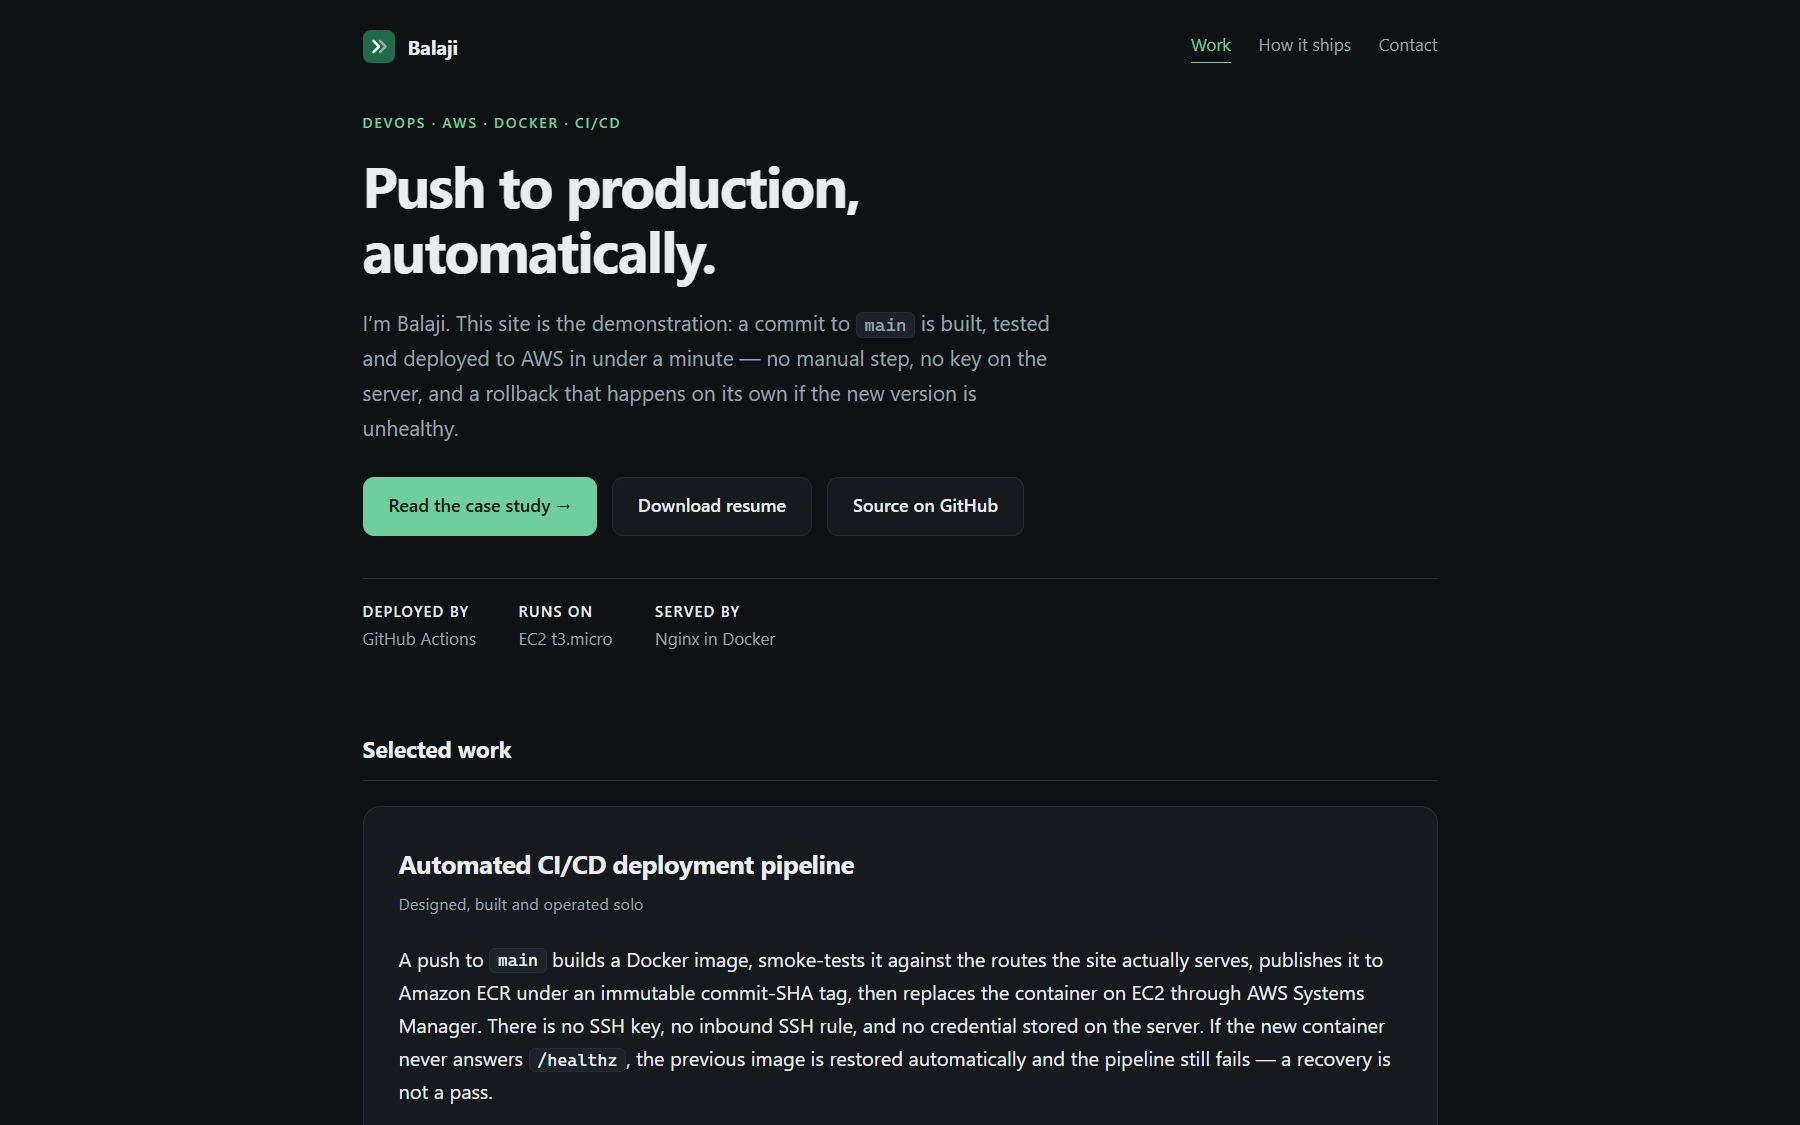 Balaji
Work
How it ships
Contact
DEVOPS · AWS · DOCKER · CI/CD
Push to production,
automatically.
I’m Balaji. This site is the demonstration: a commit to main is built, tested
and deployed to AWS in under a minute — no manual step, no key on the
server, and a rollback that happens on its own if the new version is
unhealthy.
Read the case study →
Download resume
Source on GitHub
DEPLOYED BY
GitHub Actions
RUNS ON
EC2 t3.micro
SERVED BY
Nginx in Docker
Selected work
Automated CI/CD deployment pipeline
Designed, built and operated solo
A push to main builds a Docker image, smoke-tests it against the routes the site actually serves, publishes it to
Amazon ECR under an immutable commit-SHA tag, then replaces the container on EC2 through AWS Systems
Manager. There is no SSH key, no inbound SSH rule, and no credential stored on the server. If the new container
never answers /healthz, the previous image is restored automatically and the pipeline still fails — a recovery is
not a pass.